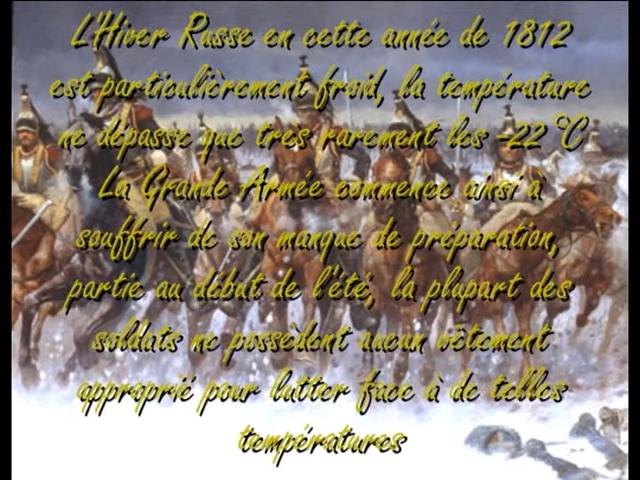 L'Hiver Russe en cette année de 1812
est particulièrement froid, la température
ne dépasse que tres rarement les -22 °C
La Grande Armée commence ainsi à
souffrir de son manque de préparation,
partie au début de l'été, la plupart des
soldats ne possèdent aucun vêtement
approprié pour lutter face à de telles
températures